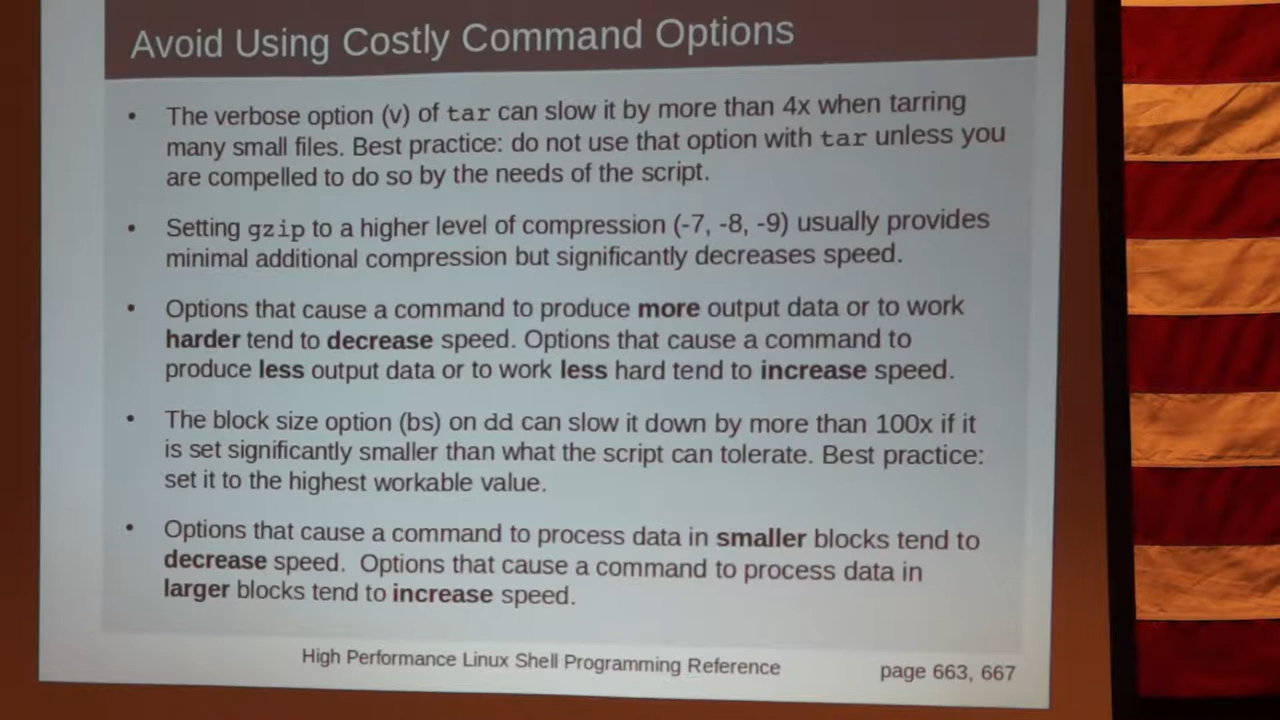 Avoid Using Costly Command Options
• The verbose option (v) of tar can slow it by more than 4x when tarring
many small files. Best practice: do not use that option with tar unless you
are compelled to do so by the needs of the script.
• Setting gzip to a higher level of compression (-7, -8, -9) usually provides
minimal additional compression but significantly decreases speed.
• Options that cause a command to produce more output data or to work
harder tend to decrease speed. Options that cause a command to
produce less output data or to work less hard tend to increase speed.
• The block size option (bs) on dd can slow it down by more than 100x if it
is set significantly smaller than what the script can tolerate. Best practice:
set it to the highest workable value.
• Options that cause a command to process data in smaller blocks tend to
decrease speed.  Options that cause a command to process data in
larger blocks tend to increase speed.
High Performance Linux Shell Programming Reference page 663, 667